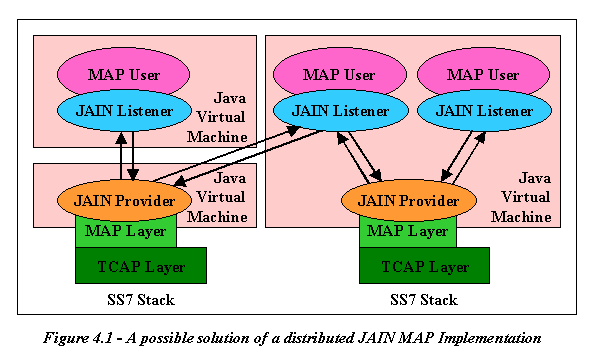 MAP User
JAIN Listener
Java
Virtual
Machine
MAP User
JAIN Listener
MAP User
JAIN Listener
JAIN Provider
Java
Virtual
Machine
MAP Layer
TCAP Layer
SS7 Stack
JAIN Provider
Java
Virtual
Machine
MAP Layer
TCAP Layer
SS7 Stack
Figure 4.1 - A possible solution of a distributed JAIN MAP Implementation